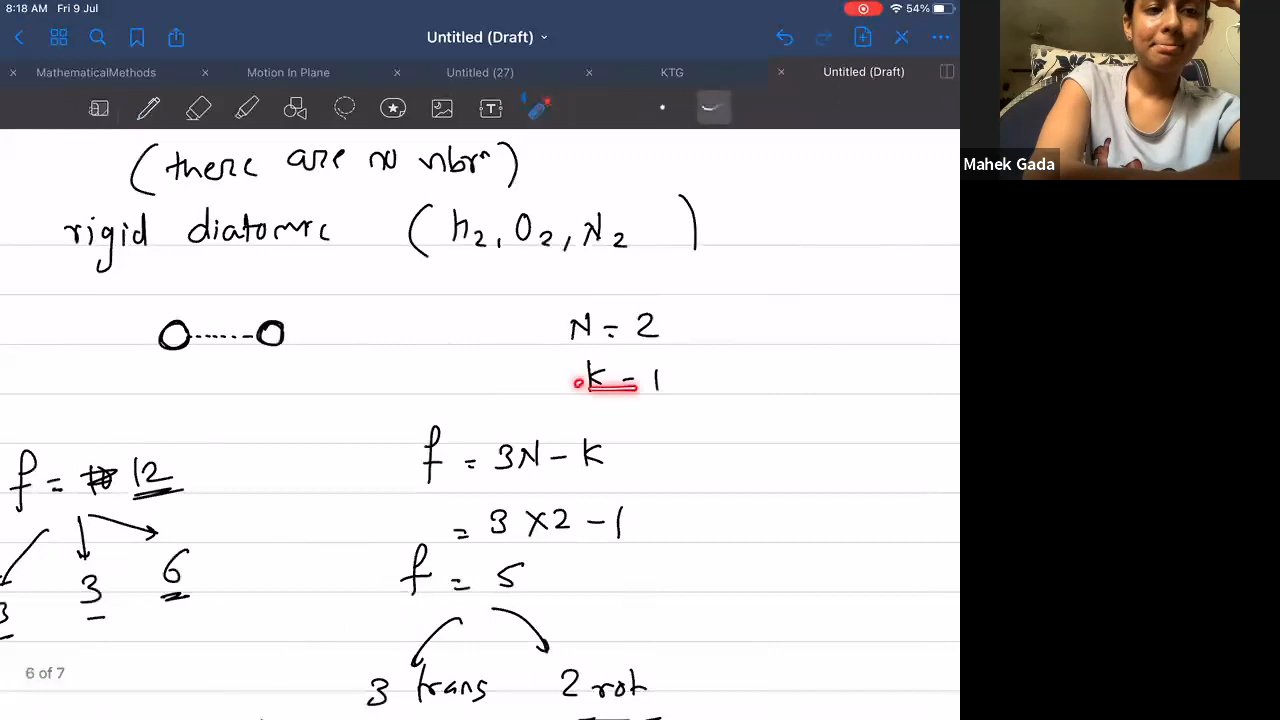 8:18 AM Fri 9 Jul
54%
Untitled (Draft)
MathematicalMethods
Motion In Plane
Untitled (27)
KTG
Untitled (Draft)
Mahek Gada
(there are no vibrn)
rigid diatomic (H2, O2, N2 )
N = 2
K = 1
f = 12
3 3 6
f = 3N - K
= 3 × 2 - 1
f = 5
3 trans 2 rot
6 of 7